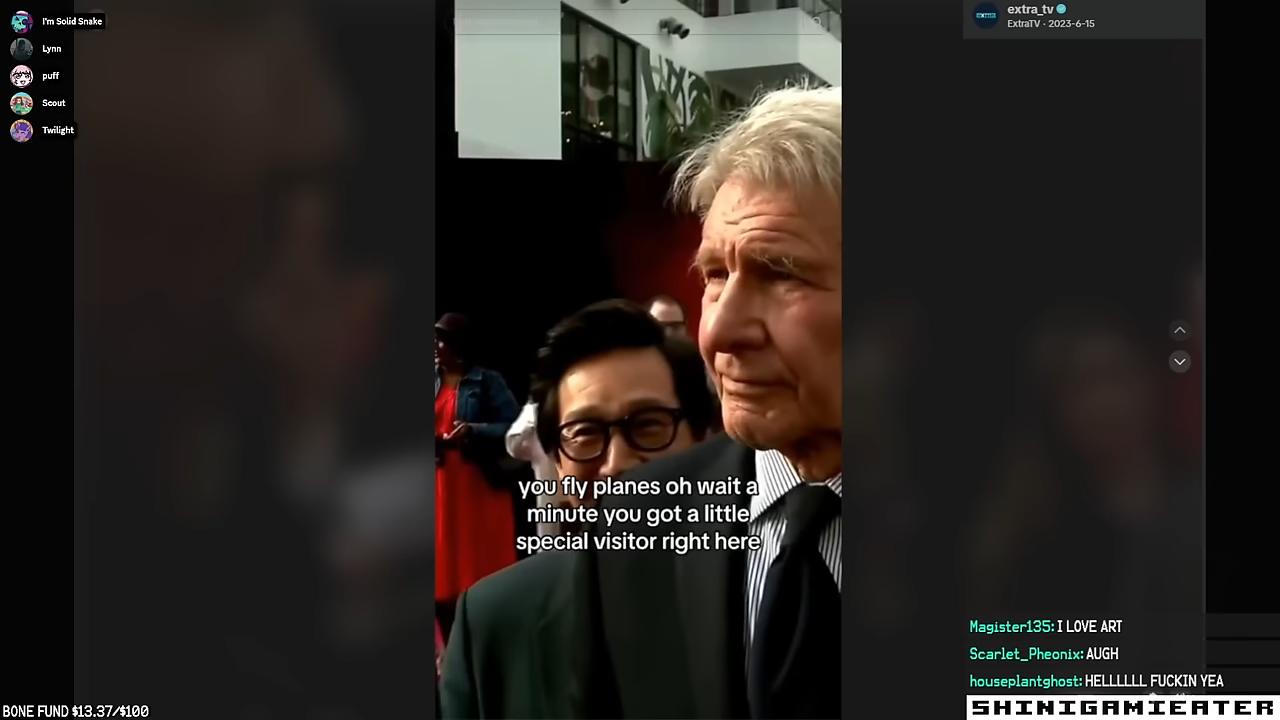 I'm Solid Snake
Lynn
puff
Scout
Twilight
extra_tv
ExtraTV · 2023-6-15
you fly planes oh wait a
minute you got a little
special visitor right here
Magister135: I LOVE ART
Scarlet_Pheonix: AUGH
houseplantghost: HELLLLLL FUCKIN YEA
SHINIGAMIEATER
BONE FUND $13.37/$100